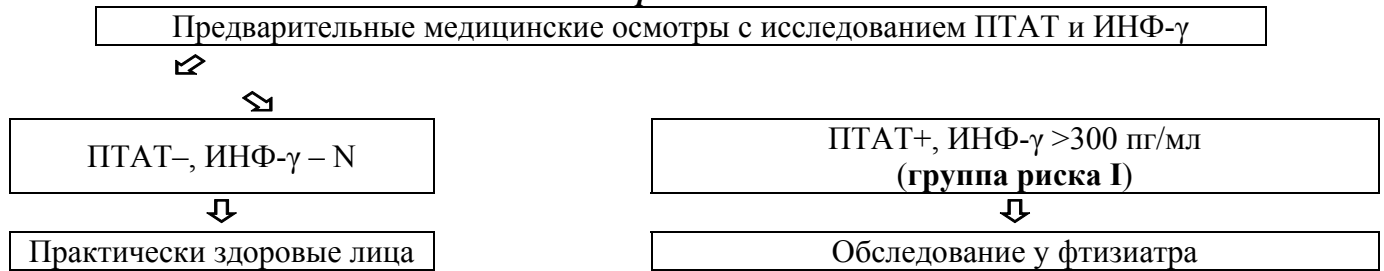 Предварительные медицинские осмотры с исследованием ПТАТ и ИНФ-γ
ПТАТ–, ИНФ-γ – N
ПТАТ+, ИНФ-γ >300 пг/мл
(группа риска I)
Практически здоровые лица
Обследование у фтизиатра